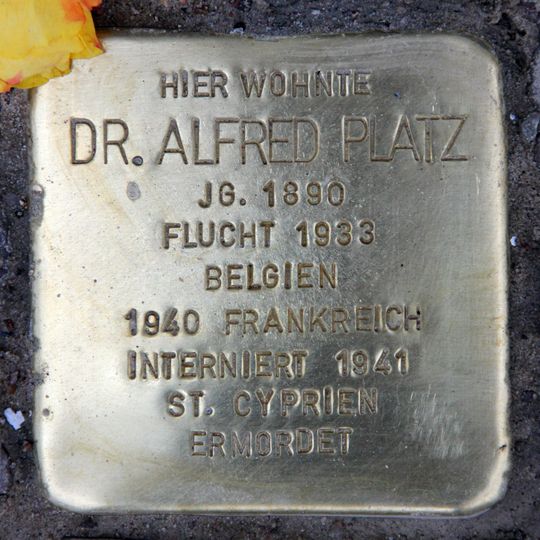 HIER WOHNTE
DR. ALFRED PLATZ
JG. 1890
FLUCHT 1933
BELGIEN
1940 FRANKREICH
INTERNIERT 1941
ST. CYPRIEN
ERMORDET